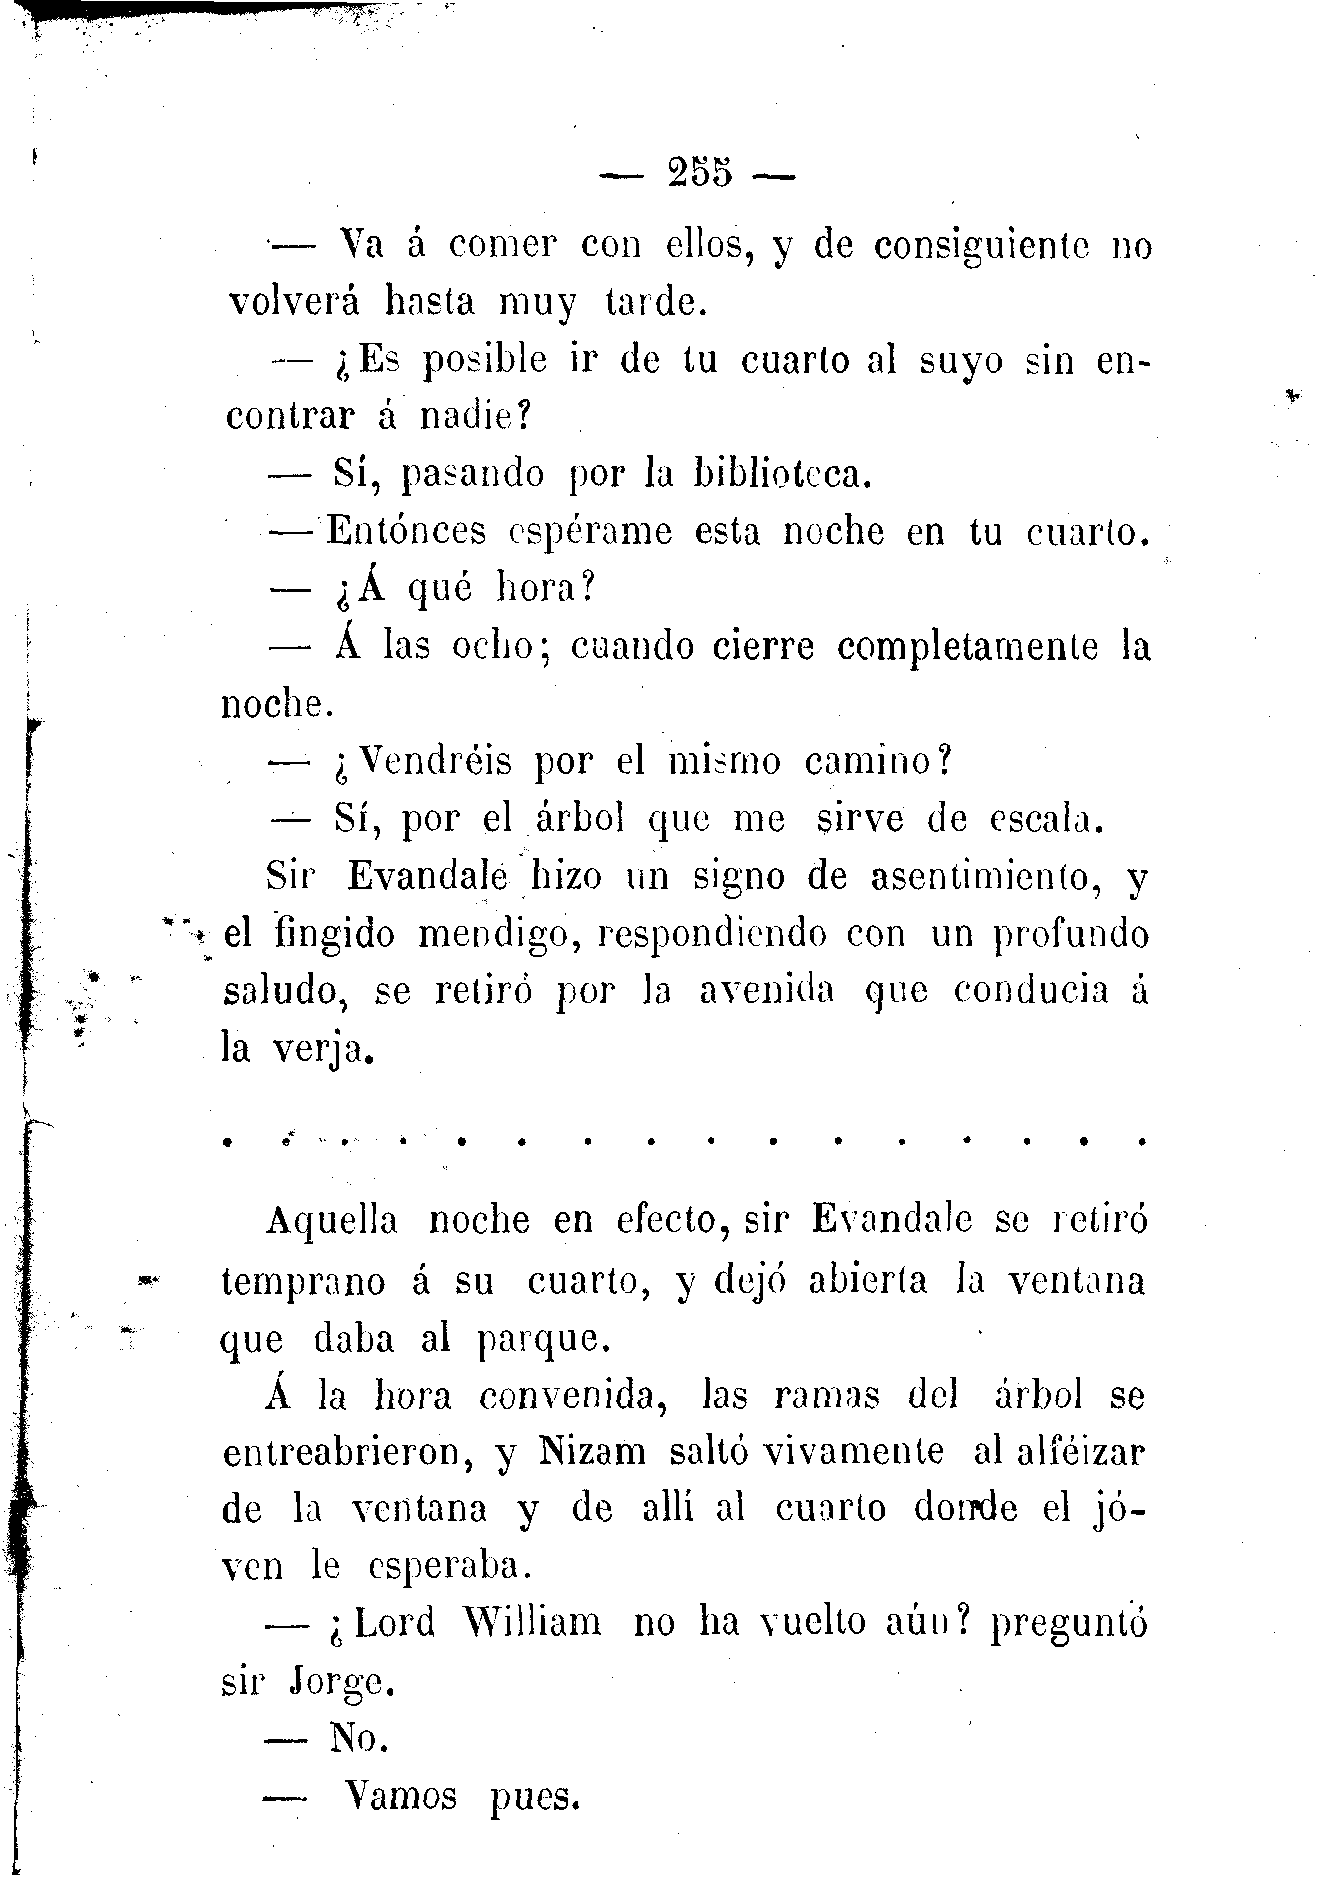 — 255 —
— Va á comer con ellos, y de consiguiente no
volverá hasta muy tarde.
— ¿Es posible ir de tu cuarto al suyo sin en-
contrar á nadie?
— Sí, pasando por la biblioteca.
— Entónces espérame esta noche en tu cuarto.
— ¿Á qué hora?
— Á las ocho; cuando cierre completamente la
noche.
— ¿Vendréis por el mismo camino?
— Sí, por el árbol que me sirve de escala.
Sir Evandale hizo un signo de asentimiento, y
el fingido mendigo, respondiendo con un profundo
saludo, se retiró por la avenida que conducia á
la verja.
. . . . . . . . . . . . . . . .
Aquella noche en efecto, sir Evandale se retiró
temprano á su cuarto, y dejó abierta la ventana
que daba al parque.
Á la hora convenida, las ramas del árbol se
entreabrieron, y Nizam saltó vivamente al alféizar
de la ventana y de allí al cuarto donde el jó-
ven le esperaba.
— ¿Lord William no ha vuelto aún? preguntó
sir Jorge.
— No.
— Vamos pues.